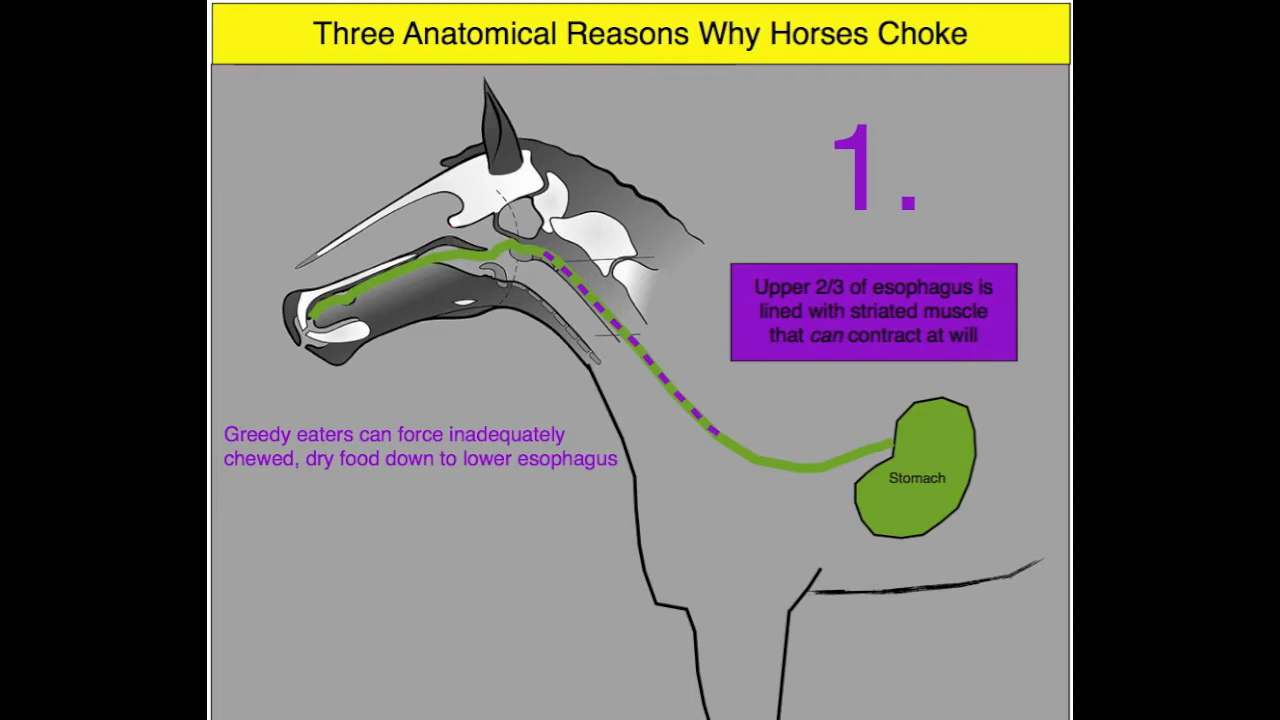 Three Anatomical Reasons Why Horses Choke
1.
Upper 2/3 of esophagus is
lined with striated muscle
that can contract at will
Greedy eaters can force inadequately
chewed, dry food down to lower esophagus
Stomach